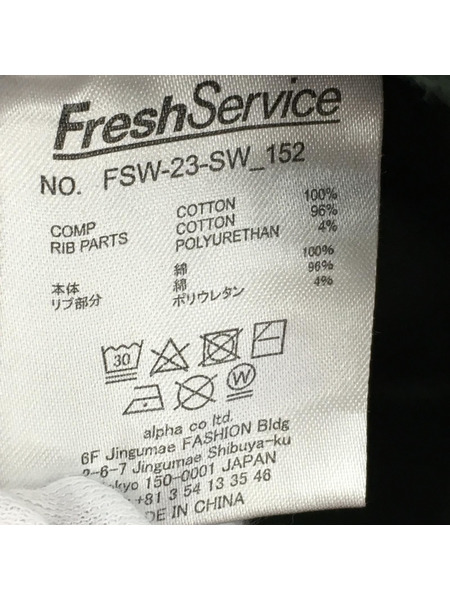 FreshService
NO. FSW-23-SW_152
COMP COTTON 100%
RIB PARTS COTTON 96%
POLYURETHAN 4%
本体 綿 100%
リブ部分 綿 96%
ポリウレタン 4%
30
W
alpha co ltd.
6F Jingumae FASHION Bldg
2-6-7 Jingumae Shibuya-ku
okyo 150-0001 JAPAN
+81 3 54 13 35 46
DE IN CHINA